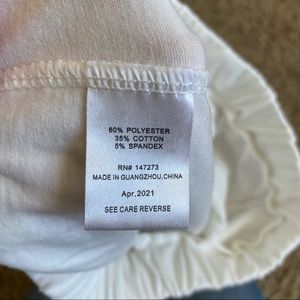 60% POLYESTER
35% COTTON
5% SPANDEX
RN# 147273
MADE IN GUANGZHOU,CHINA
Apr,2021
SEE CARE REVERSE